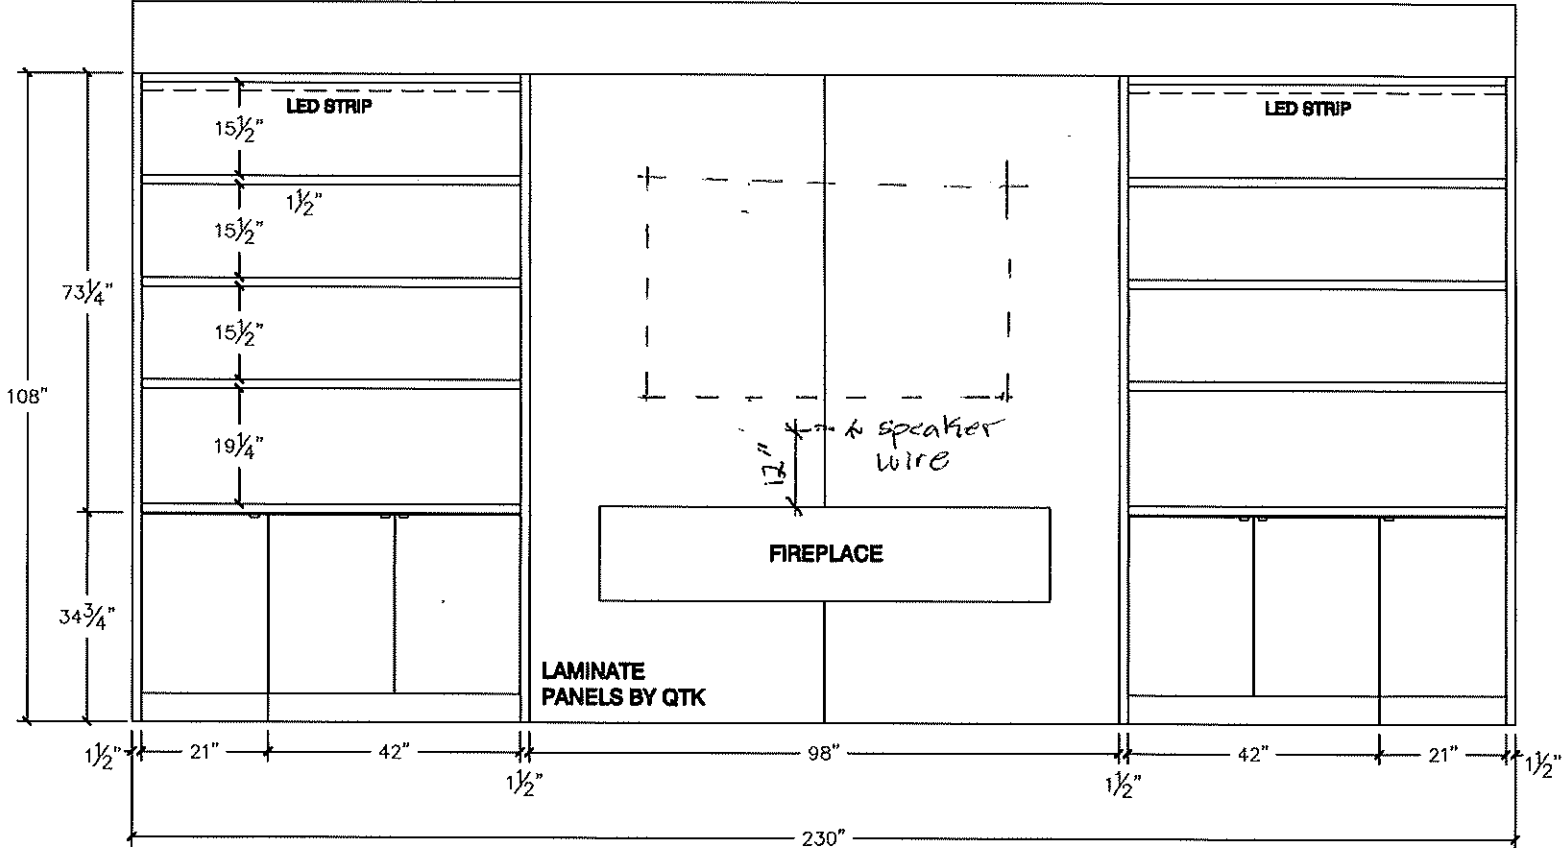 LED STRIP
LED STRIP
15½"
1½"
15½"
73¼"
15½"
108"
speaker
wire
12"
19¼"
FIREPLACE
34¾"
LAMINATE
PANELS BY QTK
1½" 21" 42" 98" 42" 21" 1½"
1½" 1½"
230"